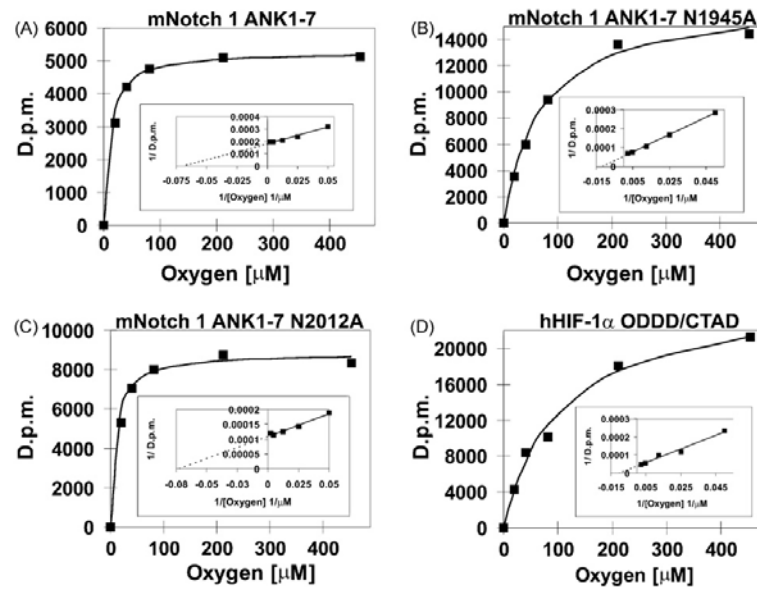 (A) mNotch 1 ANK1-7
6000
5000
4000
3000
2000
1000
0
D.p.m.
0.0004
0.0003
0.0002
0.0001
0
1/ D.p.m.
-0.075 -0.05 -0.025 0 0.025 0.05
1/[Oxygen] 1/µM
0 100 200 300 400
Oxygen [µM]
(B) mNotch 1 ANK1-7 N1945A
14000
12000
10000
8000
6000
4000
2000
0
D.p.m.
0.0003
0.0002
0.0001
0
1/ D.p.m.
-0.015 0.005 0.025 0.045
1/[Oxygen] 1/µM
0 100 200 300 400
Oxygen [µM]
(C) mNotch 1 ANK1-7 N2012A
10000
8000
6000
4000
2000
0
D.p.m.
0.0002
0.00015
0.0001
0.00005
0
1/ D.p.m.
-0.08 -0.05 -0.03 0 0.03 0.05
1/[Oxygen] 1/µM
0 100 200 300 400
Oxygen [µM]
(D) hHIF-1α ODDD/CTAD
20000
16000
12000
8000
4000
0
D.p.m.
0.0003
0.0002
0.0001
0
1/ D.p.m.
-0.015 0.005 0.025 0.045
1/[Oxygen] 1/µM
0 100 200 300 400
Oxygen [µM]